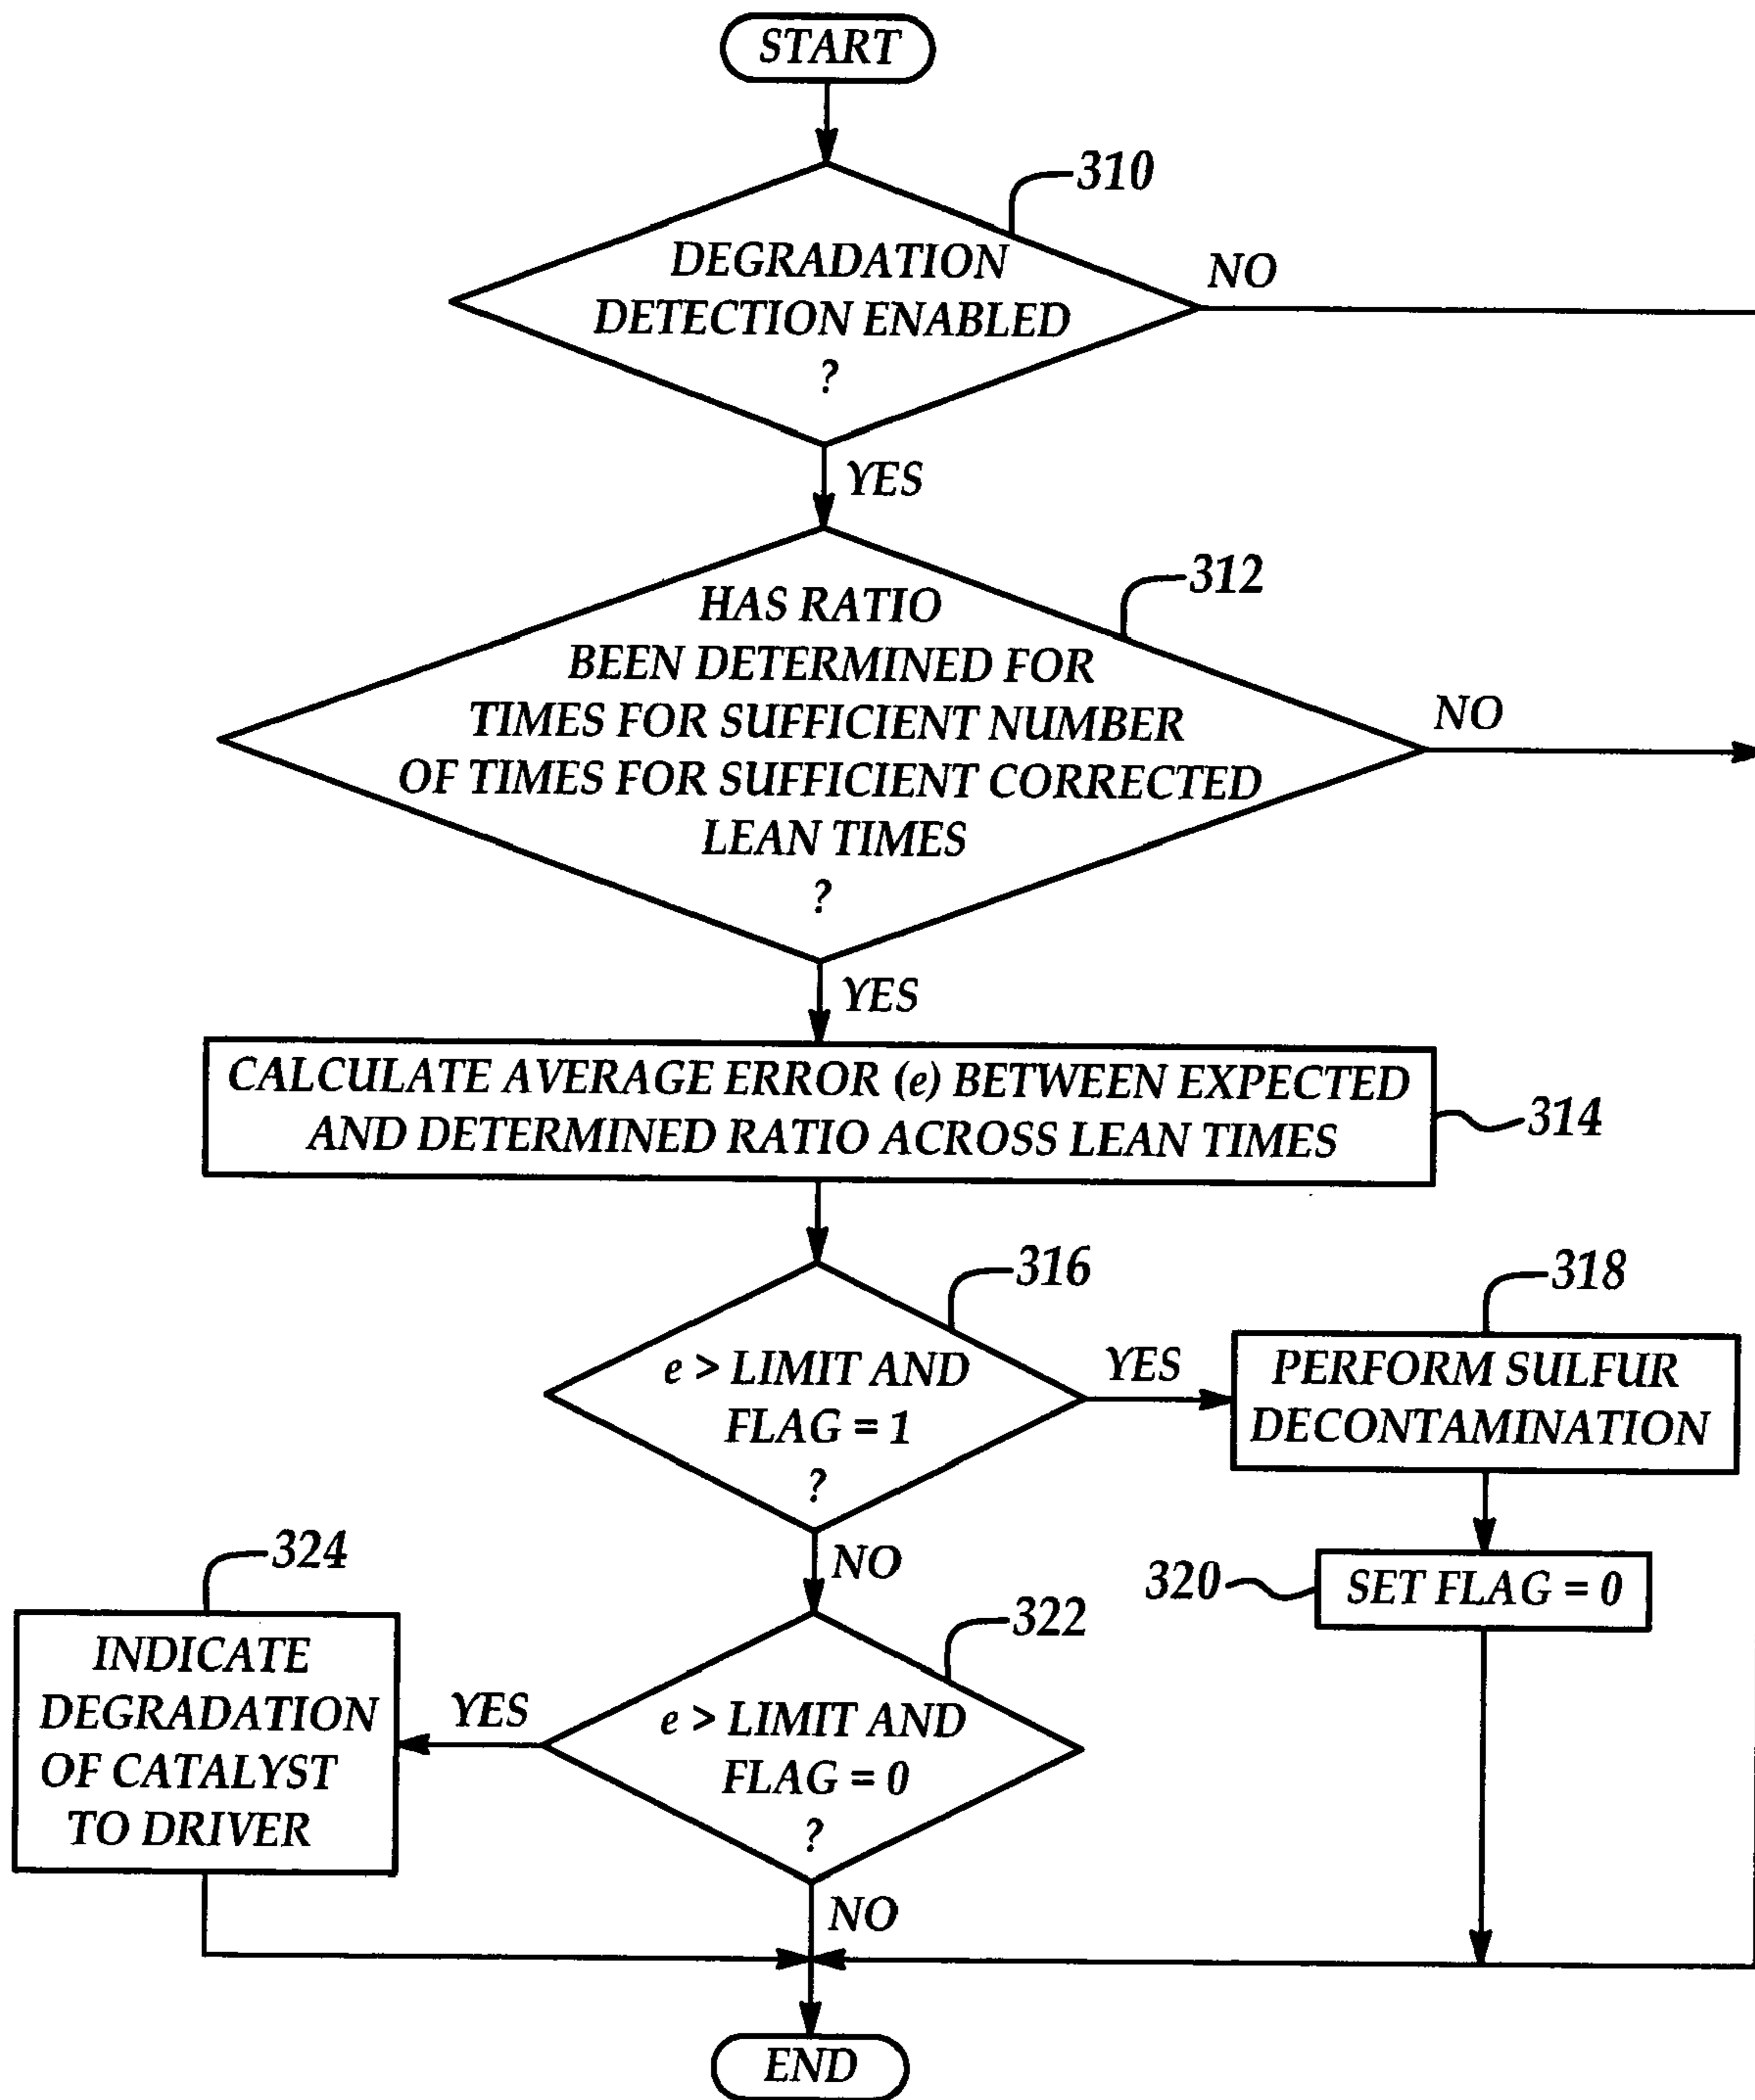 START
310
DEGRADATION
DETECTION ENABLED
?
NO
YES
312
HAS RATIO
BEEN DETERMINED FOR
TIMES FOR SUFFICIENT NUMBER
OF TIMES FOR SUFFICIENT CORRECTED
LEAN TIMES
?
NO
YES
CALCULATE AVERAGE ERROR (e) BETWEEN EXPECTED
AND DETERMINED RATIO ACROSS LEAN TIMES
314
316
e > LIMIT AND
FLAG = 1
?
YES
318
PERFORM SULFUR
DECONTAMINATION
NO
320
SET FLAG = 0
322
e > LIMIT AND
FLAG = 0
?
YES
324
INDICATE
DEGRADATION
OF CATALYST
TO DRIVER
NO
END